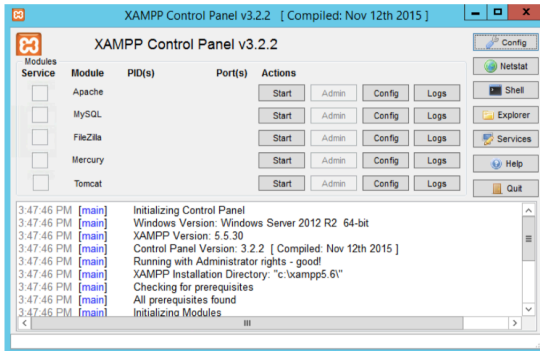 XAMPP Control Panel v3.2.2 [ Compiled: Nov 12th 2015 ]
XAMPP Control Panel v3.2.2
Config
Modules
Service Module PID(s) Port(s) Actions
Netstat
Apache Start Admin Config Logs
Shell
MySQL Start Admin Config Logs
Explorer
FileZilla Start Admin Config Logs
Services
Mercury Start Admin Config Logs
Help
Tomcat Start Admin Config Logs
Quit
3:47:46 PM [main] Initializing Control Panel
3:47:46 PM [main] Windows Version: Windows Server 2012 R2 64-bit
3:47:46 PM [main] XAMPP Version: 5.5.30
3:47:46 PM [main] Control Panel Version: 3.2.2 [ Compiled: Nov 12th 2015 ]
3:47:46 PM [main] Running with Administrator rights - good!
3:47:46 PM [main] XAMPP Installation Directory: "c:\xampp5.6\"
3:47:46 PM [main] Checking for prerequisites
3:47:46 PM [main] All prerequisites found
3:47:46 PM [main] Initializing Modules